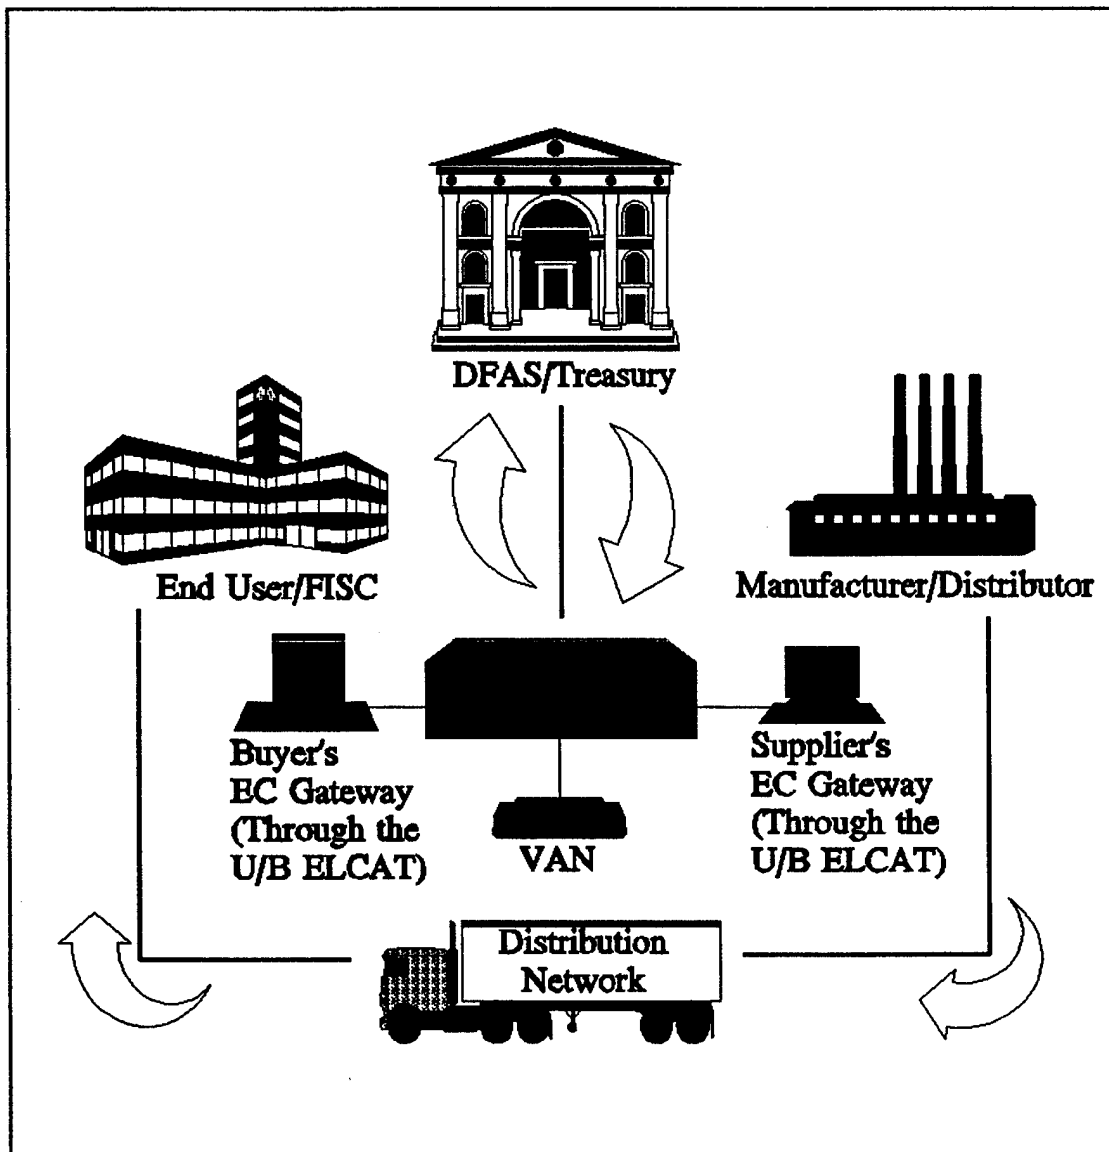 DFAS/Treasury
End User/FISC
Manufacturer/Distributor
Buyer's
EC Gateway
(Through the
U/B ELCAT)
Supplier's
EC Gateway
(Through the
U/B ELCAT)
VAN
Distribution
Network